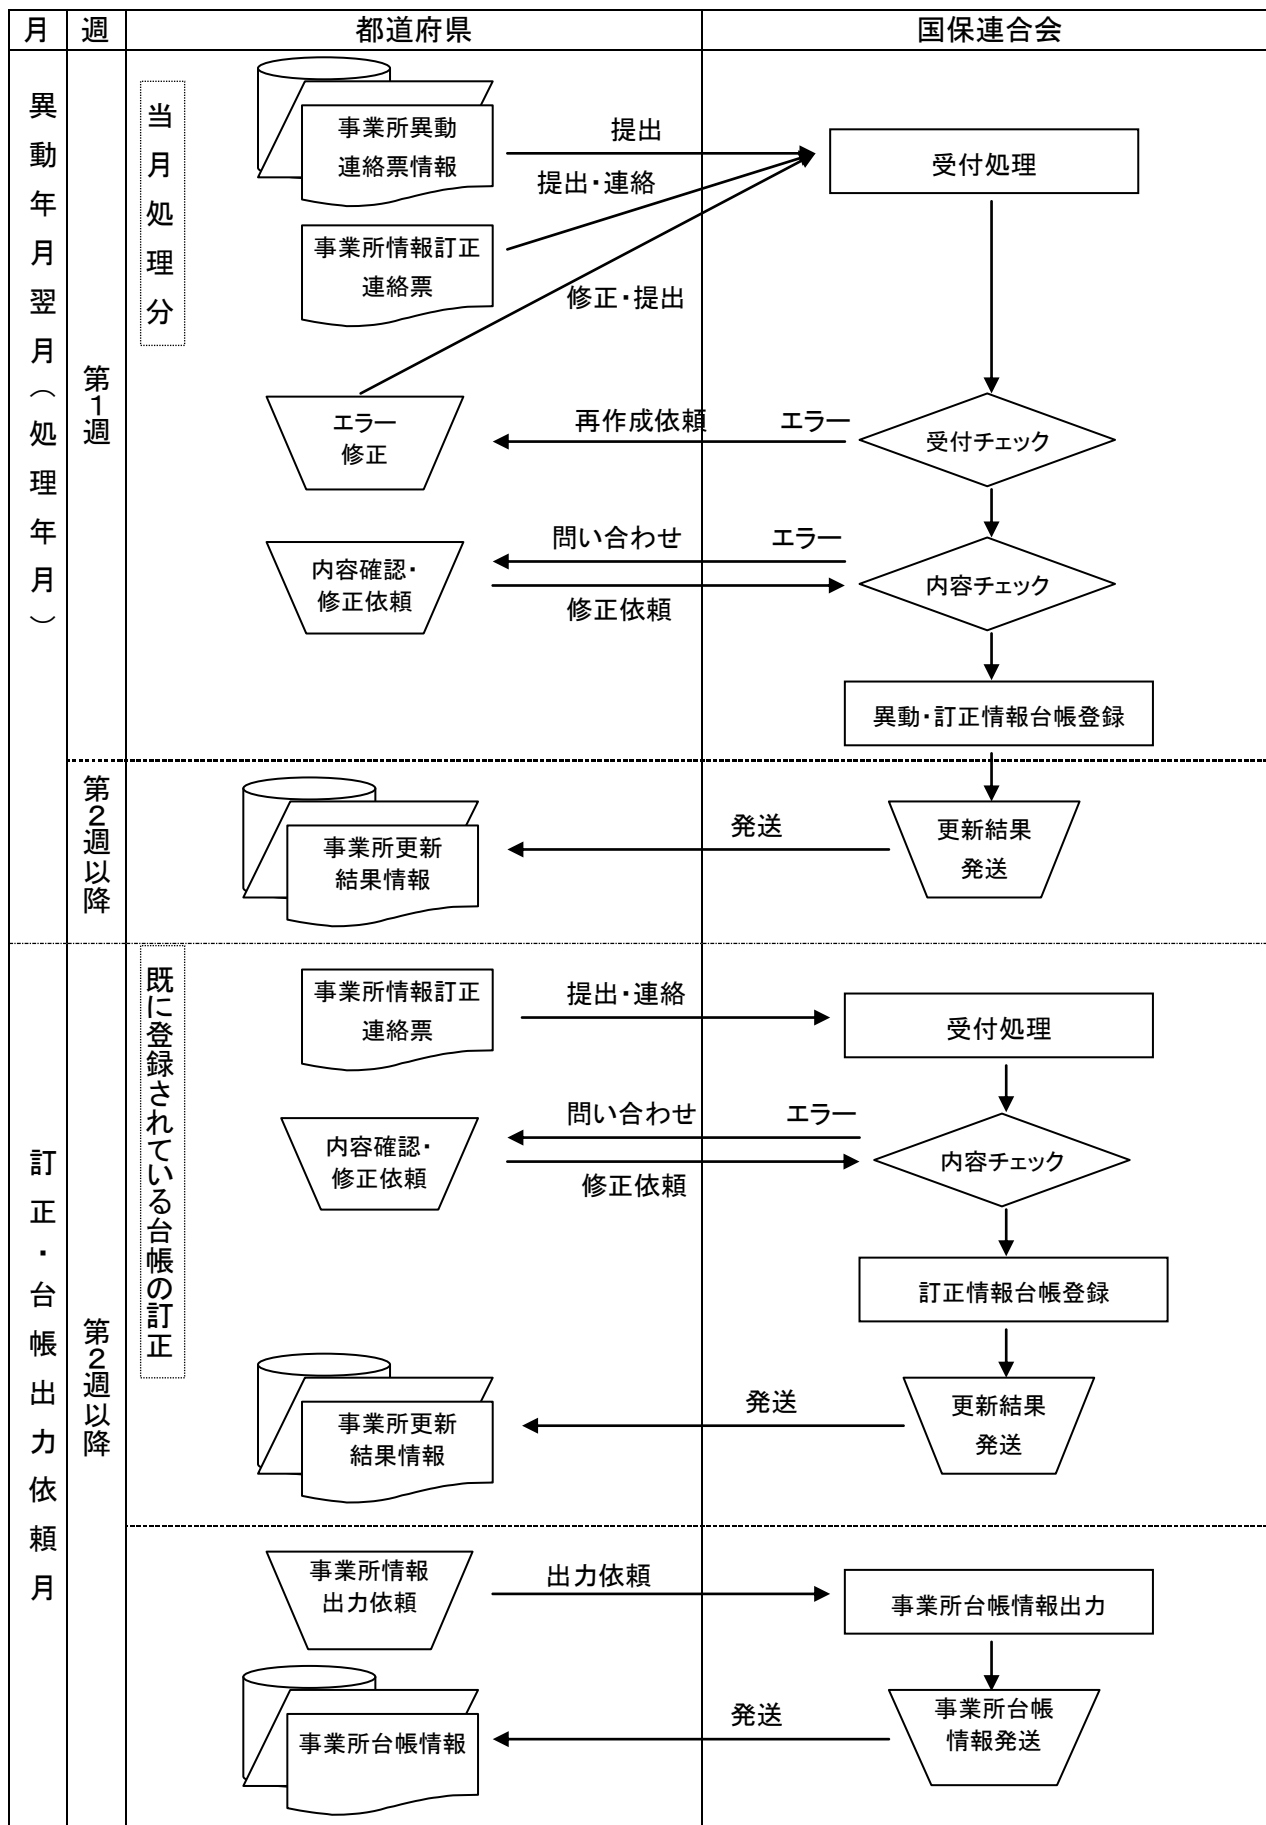 月 週 都道府県 国保連合会
異動年月翌月（処理年月）
第1週
当月処理分
事業所異動
連絡票情報
提出
受付処理
提出・連絡
事業所情報訂正
連絡票
修正・提出
エラー
修正
再作成依頼
エラー
受付チェック
問い合わせ
エラー
内容確認・
修正依頼
修正依頼
内容チェック
異動・訂正情報台帳登録
第2週以降
事業所更新
結果情報
発送
更新結果
発送
訂正・台帳出力依頼月
第2週以降
既に登録されている台帳の訂正
事業所情報訂正
連絡票
提出・連絡
受付処理
問い合わせ
エラー
内容確認・
修正依頼
修正依頼
内容チェック
訂正情報台帳登録
事業所更新
結果情報
発送
更新結果
発送
事業所情報
出力依頼
出力依頼
事業所台帳情報出力
事業所台帳情報
発送
事業所台帳
情報発送